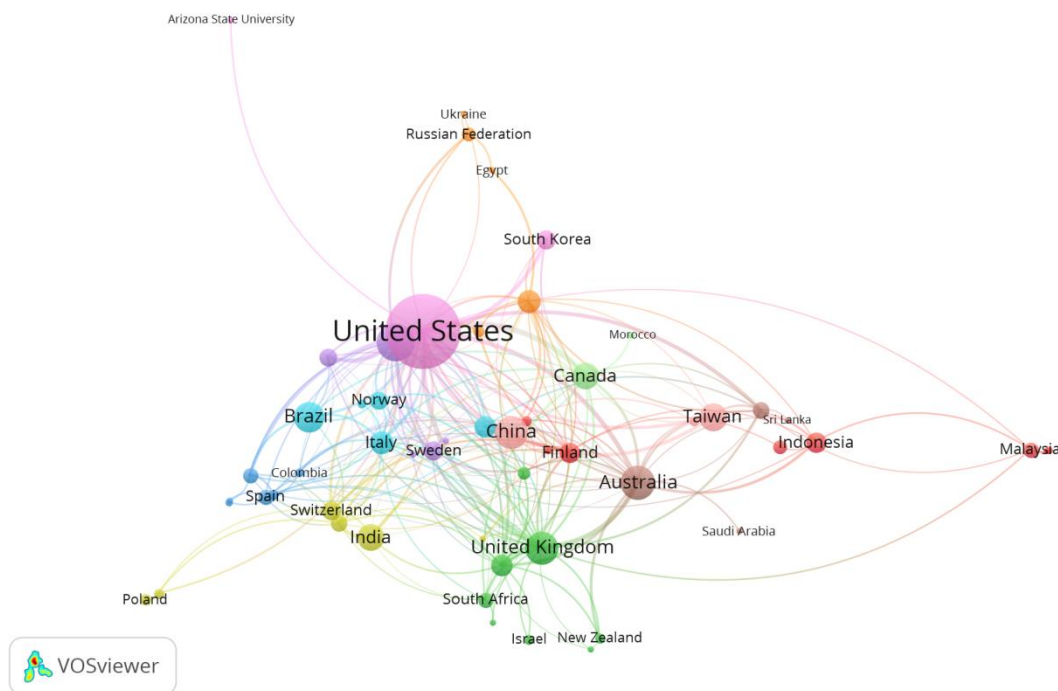 Arizona State University
Ukraine
Russian Federation
Egypt
South Korea
United States
Morocco
Canada
Norway
Brazil
Taiwan
Sri Lanka
China
Italy
Sweden
Finland
Indonesia
Malaysia
Colombia
Australia
Spain
Switzerland
India
Saudi Arabia
United Kingdom
Poland
South Africa
Israel
New Zealand
VOSviewer